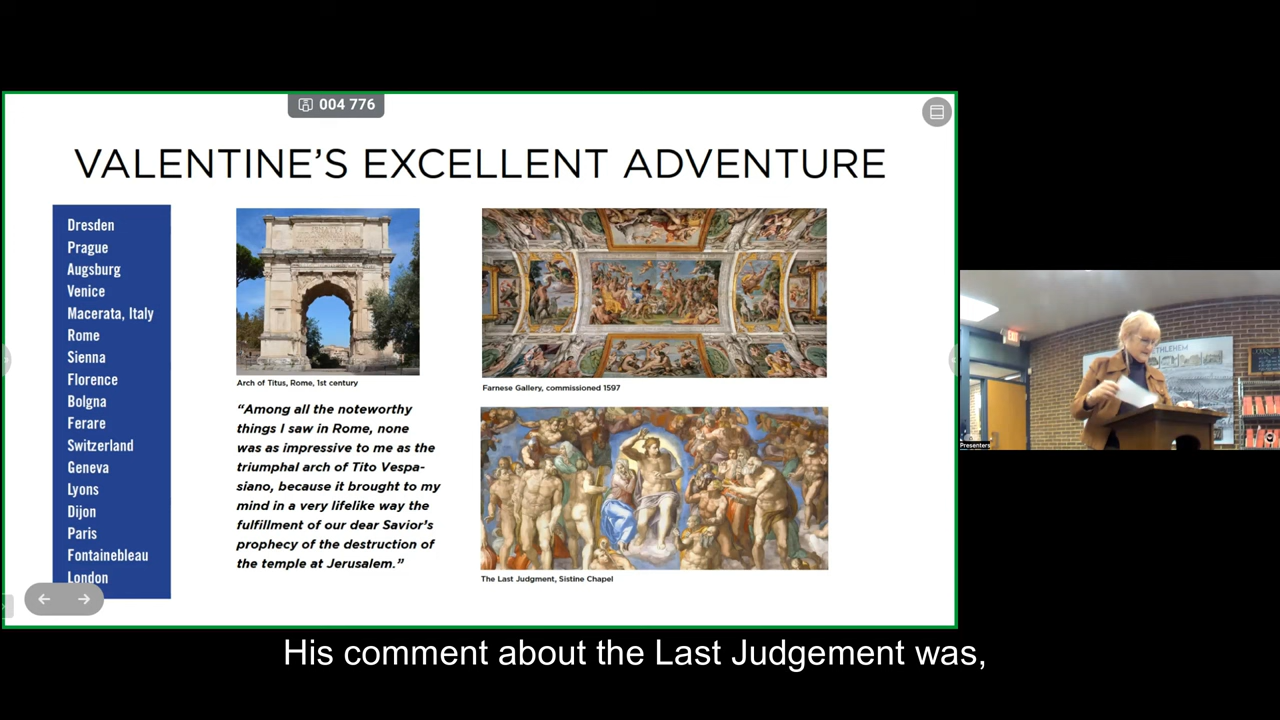 004 776
VALENTINE'S EXCELLENT ADVENTURE
Dresden
Prague
Augsburg
Venice
Macerata, Italy
Rome
Sienna
Florence
Bolgna
Ferare
Switzerland
Geneva
Lyons
Dijon
Paris
Fontainebleau
London
Arch of Titus, Rome, 1st century
"Among all the noteworthy
things I saw in Rome, none
was as impressive to me as the
triumphal arch of Tito Vespa-
siano, because it brought to my
mind in a very lifelike way the
fulfillment of our dear Savior's
prophecy of the destruction of
the temple at Jerusalem."
Farnese Gallery, commissioned 1597
The Last Judgment, Sistine Chapel
EXIT
Presenters
His comment about the Last Judgement was,